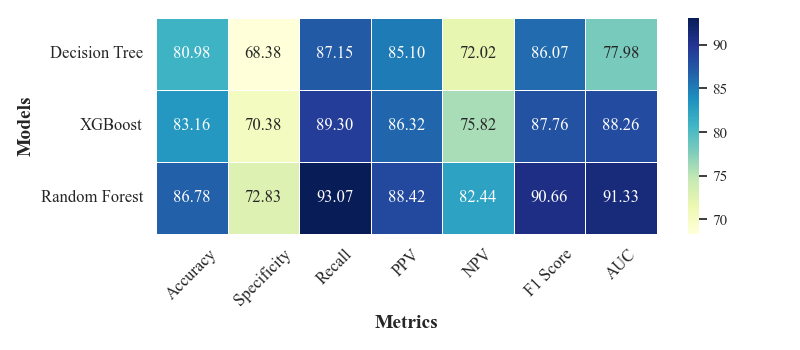 Decision Tree 80.98 68.38 87.15 85.10 72.02 86.07 77.98
XGBoost 83.16 70.38 89.30 86.32 75.82 87.76 88.26
Random Forest 86.78 72.83 93.07 88.42 82.44 90.66 91.33
Models
Accuracy Specificity Recall PPV NPV F1 Score AUC
Metrics
90
85
80
75
70